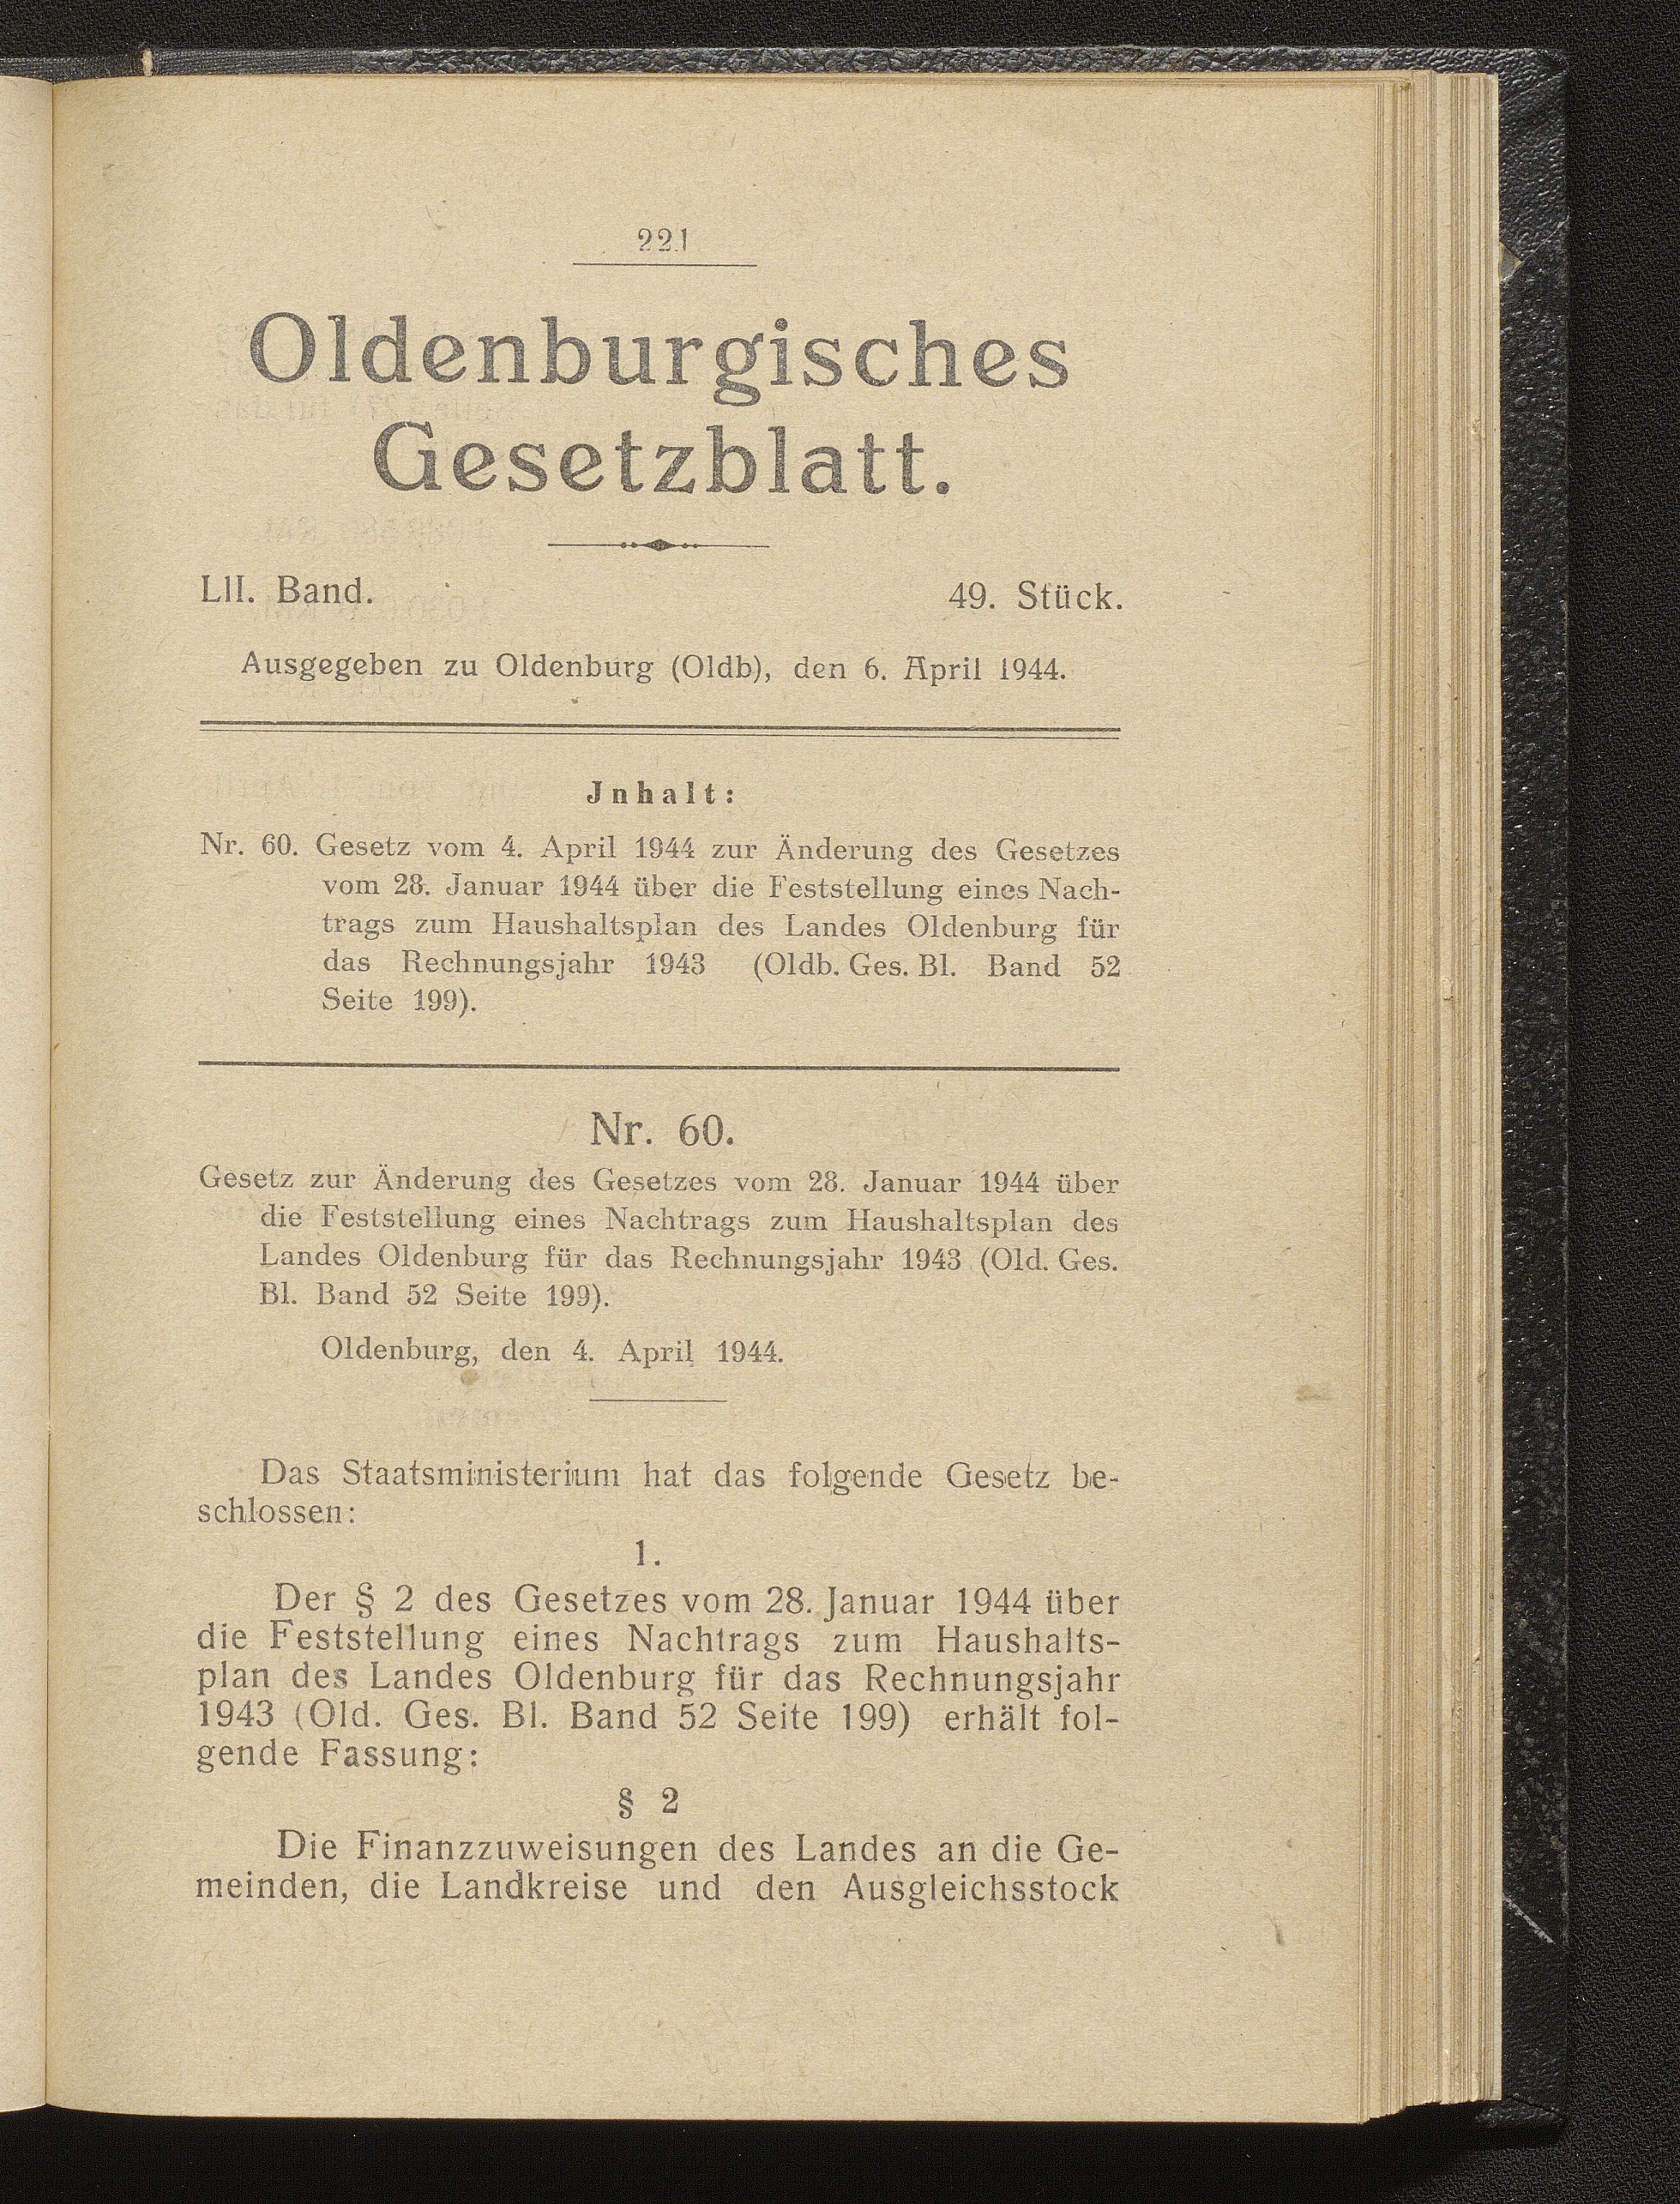 221
Oldenburgisches
Gesetzblatt.
LII. Band. 49. Stück.
Ausgegeben zu Oldenburg (Oldb), den 6. April 1944.
Jnhalt:
Nr. 60. Gesetz vom 4. April 1944 zur Änderung des Gesetzes
vom 28. Januar 1944 über die Feststellung eines Nach-
trags zum Haushaltsplan des Landes Oldenburg für
das Rechnungsjahr 1943 (Oldb. Ges. Bl. Band 52
Seite 199).
Nr. 60.
Gesetz zur Änderung des Gesetzes vom 28. Januar 1944 über
die Feststellung eines Nachtrags zum Haushaltsplan des
Landes Oldenburg für das Rechnungsjahr 1943 (Old. Ges.
Bl. Band 52 Seite 199).
Oldenburg, den 4. April 1944.
Das Staatsministerium hat das folgende Gesetz be-
schlossen:
1.
Der § 2 des Gesetzes vom 28. Januar 1944 über
die Feststellung eines Nachtrags zum Haushalts-
plan des Landes Oldenburg für das Rechnungsjahr
1943 (Old. Ges. Bl. Band 52 Seite 199) erhält fol-
gende Fassung:
§ 2
Die Finanzzuweisungen des Landes an die Ge-
meinden, die Landkreise und den Ausgleichsstock